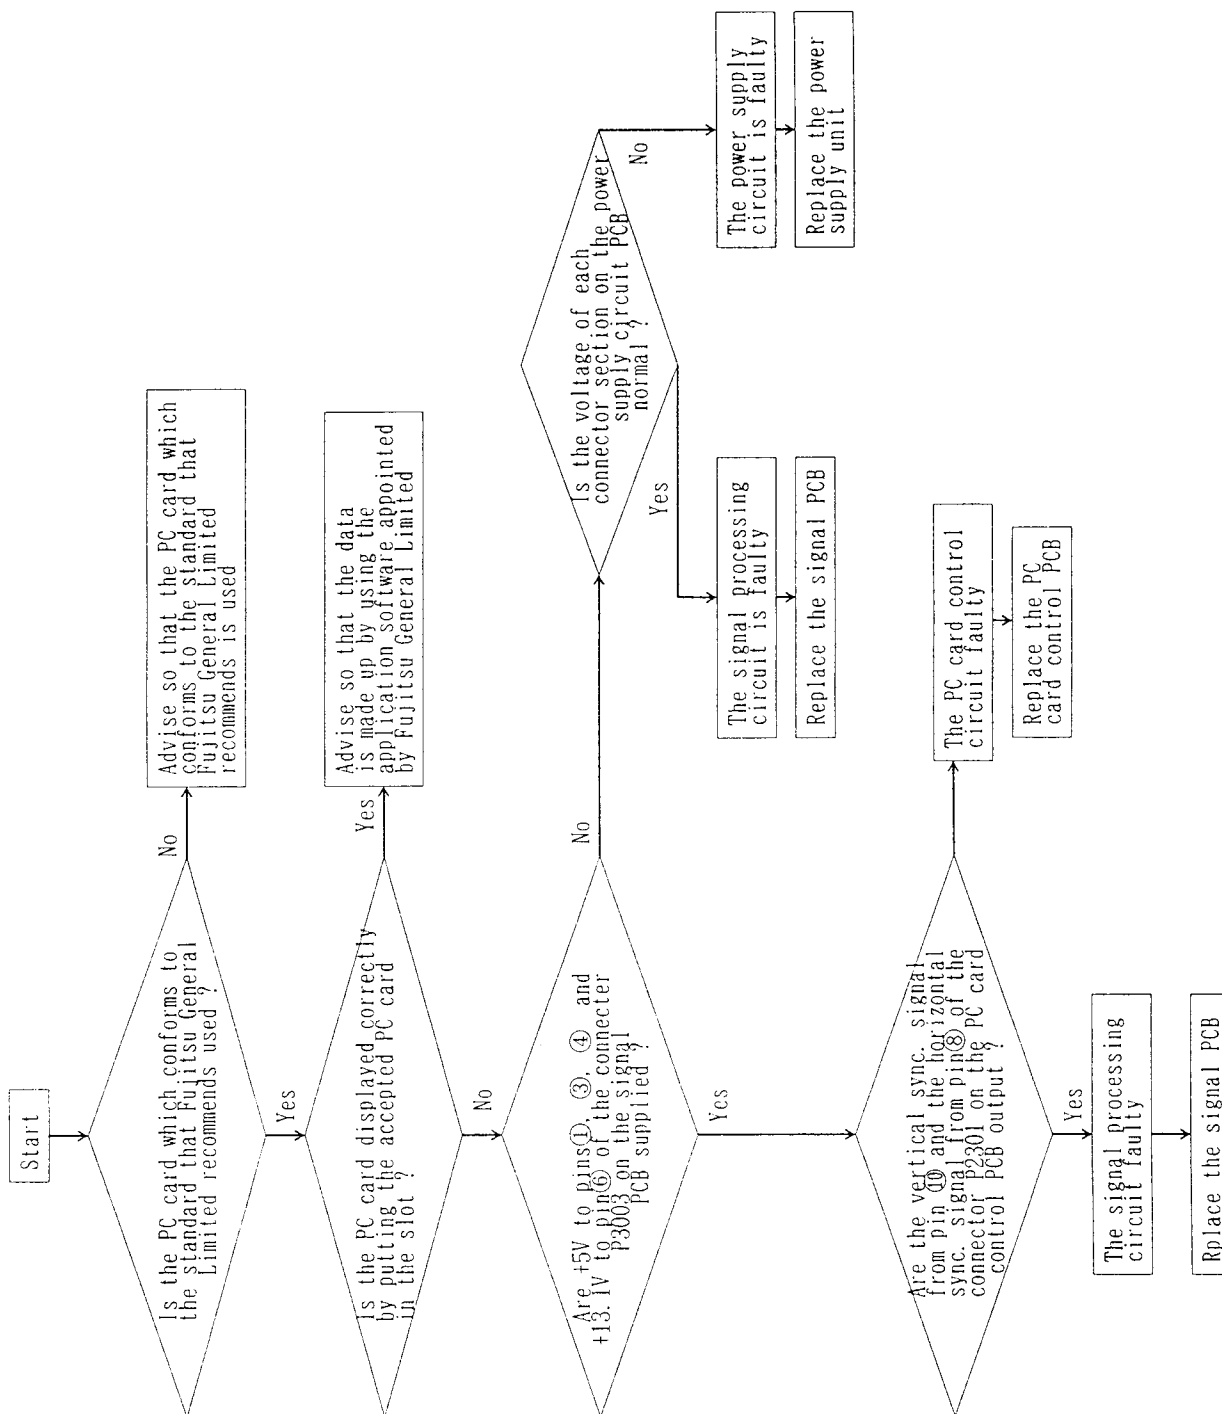 Start
Is the PC card which conforms to
the standard that Fujitsu General
Limited recommends used ?
No
Advise so that the PC card which
conforms to the standard that
Fujitsu General Limited
recommends is used
Yes
Is the PC card displayed correctly
by putting the accepted PC card
in the slot ?
Yes
Advise so that the data
is made up by using the
application software appointed
by Fujitsu General Limited
No
Are +5V to pins①, ③, ④ and
+13.1V to pin⑥ of the connecter
P3003 on the signal
PCB supplied ?
No
Is the voltage of each
connector section on the power
supply circuit PCB
normal ?
No
The power supply
circuit is faulty
Replace the power
supply unit
Yes
The signal processing
circuit is faulty
Replace the signal PCB
Yes
Are the vertical sync. signal
from pin ⑩ and the horizontal
sync. signal from pin⑧ of the
connector P2301 on the PC card
control PCB output ?
The PC card control
circuit faulty
Replace the PC
card control PCB
Yes
The signal processing
circuit faulty
Rplace the signal PCB